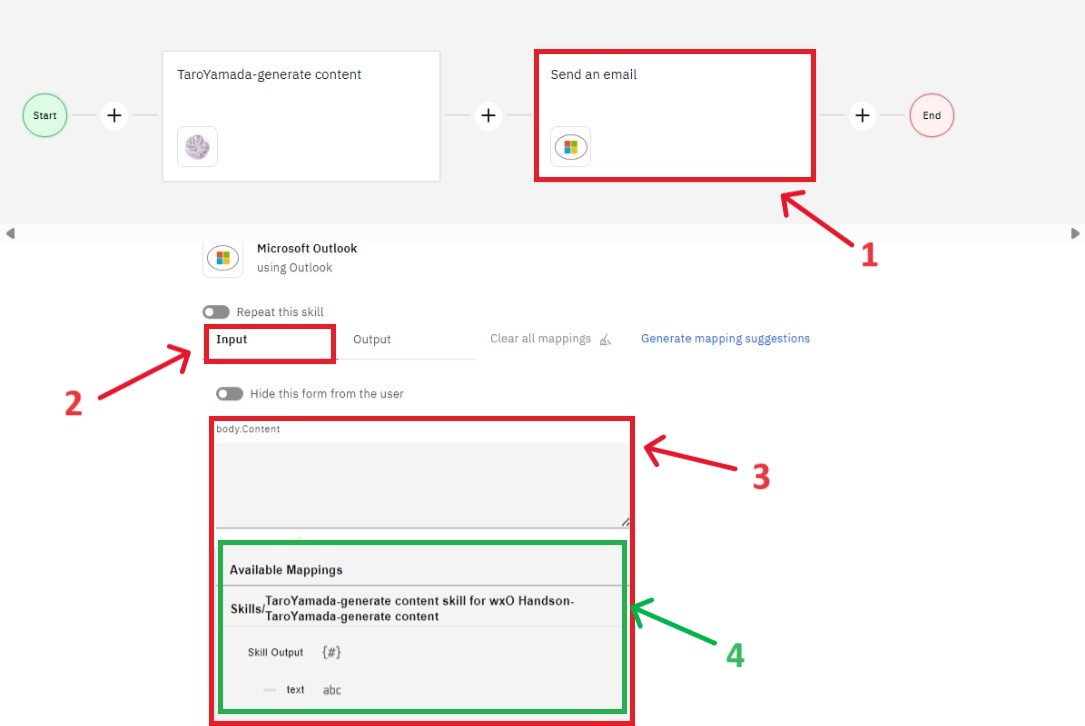 TaroYamada-generate content
Send an email
Start
+
+
+
End
1
Microsoft Outlook
using Outlook
Repeat this skill
Input
Output
Clear all mappings
Generate mapping suggestions
2
Hide this form from the user
body.Content
3
Available Mappings
Skills/TaroYamada-generate content skill for wxO Handson-
TaroYamada-generate content
4
Skill Output {#}
text abc